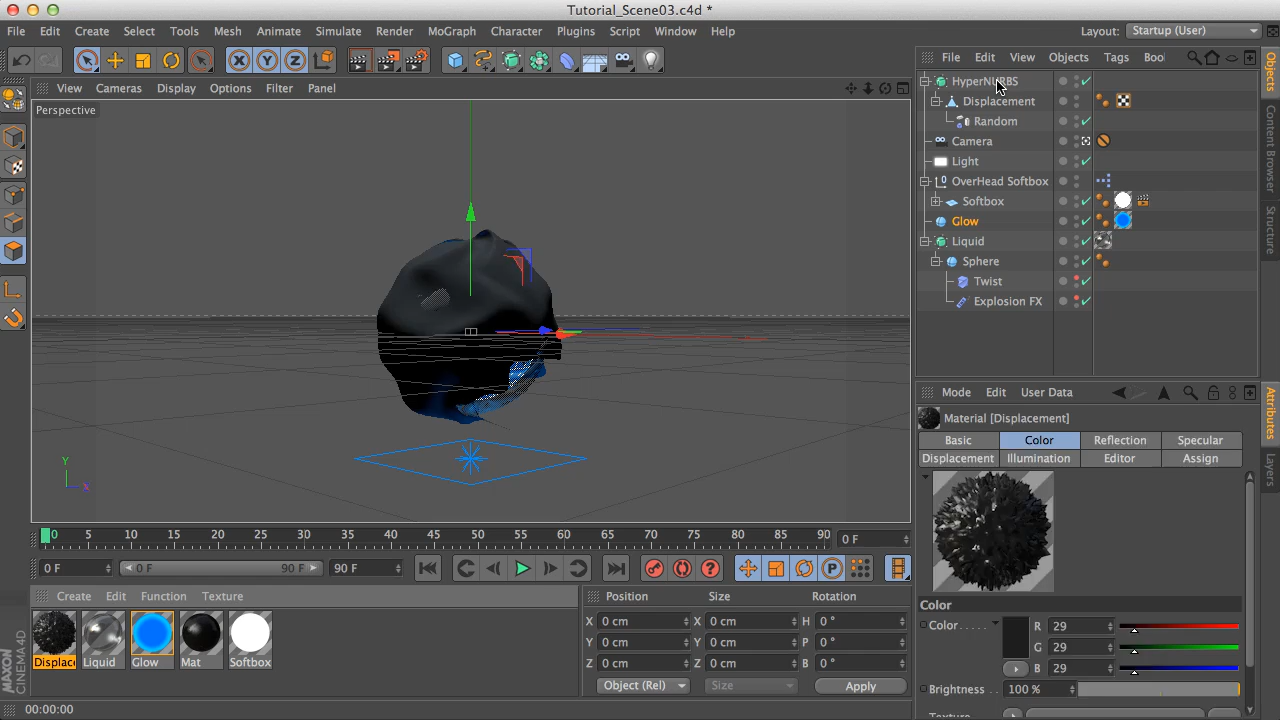 Tutorial_Scene03.c4d *
File Edit Create Select Tools Mesh Animate Simulate Render MoGraph Character Plugins Script Window Help Layout: Startup (User)
X Y Z
File Edit View Objects Tags Boo
View Cameras Display Options Filter Panel
Perspective
HyperNURBS
Displacement
Random
Camera
Light
OverHead Softbox
Softbox
Glow
Liquid
Sphere
Twist
Explosion FX
Objects
Content Browser
Structure
Attributes
Layers
Mode Edit User Data
Material [Displacement]
Basic Color Reflection Specular
Displacement Illumination Editor Assign
Color
Color R 29
G 29
B 29
Brightness 100 %
Texture
Y
X
0 5 10 15 20 25 30 35 40 45 50 55 60 65 70 75 80 85 90 0 F
0 F 0 F 90 F 90 F
Create Edit Function Texture
Displace Liquid Glow Mat Softbox
Position Size Rotation
X 0 cm X 0 cm H 0 °
Y 0 cm Y 0 cm P 0 °
Z 0 cm Z 0 cm B 0 °
Object (Rel) Size Apply
MAXON CINEMA4D
00:00:00